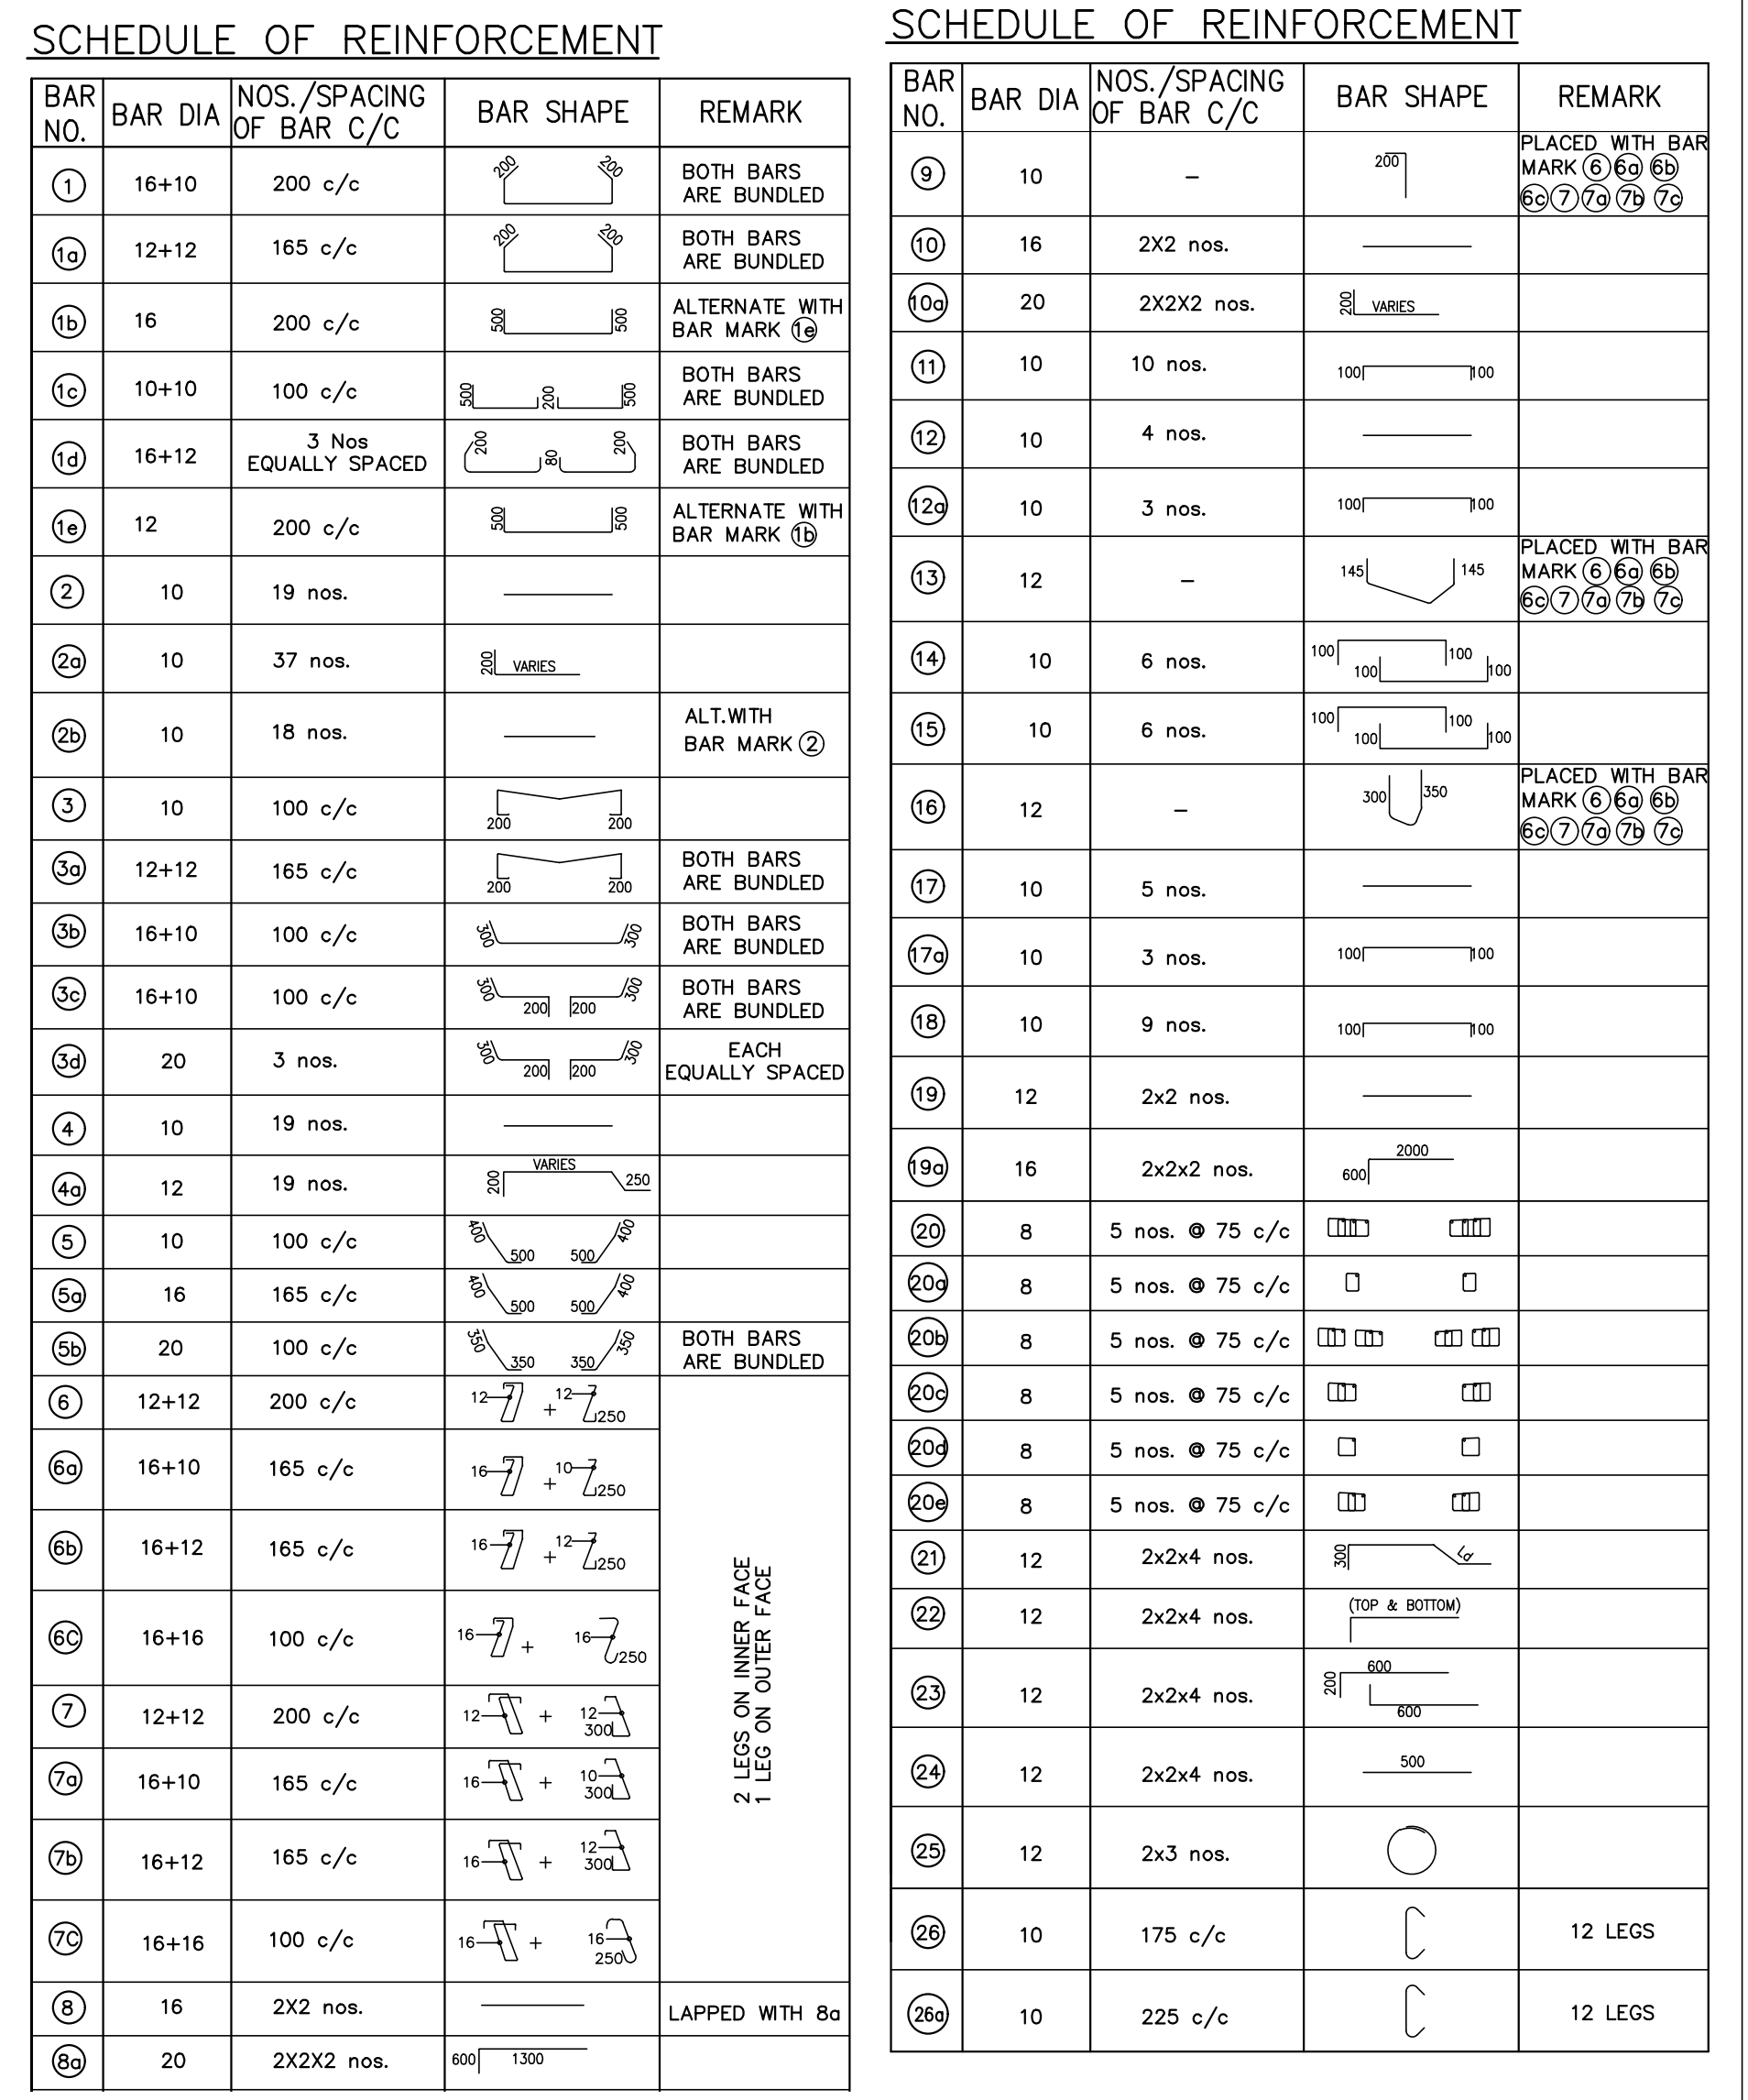 SCHEDULE OF REINFORCEMENT
BAR NO. BAR DIA NOS./SPACING OF BAR C/C BAR SHAPE REMARK
1 16+10 200 c/c 200 200 BOTH BARS ARE BUNDLED
1a 12+12 165 c/c 200 200 BOTH BARS ARE BUNDLED
1b 16 200 c/c 500 500 ALTERNATE WITH BAR MARK 1e
1c 10+10 100 c/c 500 200 500 BOTH BARS ARE BUNDLED
1d 16+12 3 Nos EQUALLY SPACED 200 80 200 BOTH BARS ARE BUNDLED
1e 12 200 c/c 500 500 ALTERNATE WITH BAR MARK 1b
2 10 19 nos.
2a 10 37 nos. 200 VARIES
2b 10 18 nos. ALT.WITH BAR MARK 2
3 10 100 c/c 200 200
3a 12+12 165 c/c 200 200 BOTH BARS ARE BUNDLED
3b 16+10 100 c/c 300 300 BOTH BARS ARE BUNDLED
3c 16+10 100 c/c 300 200 200 300 BOTH BARS ARE BUNDLED
3d 20 3 nos. 300 200 200 300 EACH EQUALLY SPACED
4 10 19 nos.
4a 12 19 nos. 200 VARIES 250
5 10 100 c/c 400 500 500 400
5a 16 165 c/c 400 500 500 400
5b 20 100 c/c 350 350 350 350 BOTH BARS ARE BUNDLED
6 12+12 200 c/c 12 + 12 250
6a 16+10 165 c/c 16 + 10 250
6b 16+12 165 c/c 16 + 12 250
6C 16+16 100 c/c 16 + 16 250
7 12+12 200 c/c 12 + 12 300
7a 16+10 165 c/c 16 + 10 300
7b 16+12 165 c/c 16 + 12 300
7C 16+16 100 c/c 16 + 16 250
2 LEGS ON INNER FACE
1 LEG ON OUTER FACE
8 16 2X2 nos. LAPPED WITH 8a
8a 20 2X2X2 nos. 600 1300
SCHEDULE OF REINFORCEMENT
BAR NO. BAR DIA NOS./SPACING OF BAR C/C BAR SHAPE REMARK
9 10 – 200 PLACED WITH BAR MARK 6 6a 6b 6c 7 7a 7b 7c
10 16 2X2 nos.
10a 20 2X2X2 nos. 200 VARIES
11 10 10 nos. 100 100
12 10 4 nos.
12a 10 3 nos. 100 100
13 12 – 145 145 PLACED WITH BAR MARK 6 6a 6b 6c 7 7a 7b 7c
14 10 6 nos. 100 100 100 100
15 10 6 nos. 100 100 100 100
16 12 – 300 350 PLACED WITH BAR MARK 6 6a 6b 6c 7 7a 7b 7c
17 10 5 nos.
17a 10 3 nos. 100 100
18 10 9 nos. 100 100
19 12 2x2 nos.
19a 16 2x2x2 nos. 600 2000
20 8 5 nos. @ 75 c/c
20a 8 5 nos. @ 75 c/c
20b 8 5 nos. @ 75 c/c
20c 8 5 nos. @ 75 c/c
20d 8 5 nos. @ 75 c/c
20e 8 5 nos. @ 75 c/c
21 12 2x2x4 nos. 300 Ld
22 12 2x2x4 nos. (TOP & BOTTOM)
23 12 2x2x4 nos. 200 600 600
24 12 2x2x4 nos. 500
25 12 2x3 nos.
26 10 175 c/c 12 LEGS
26a 10 225 c/c 12 LEGS